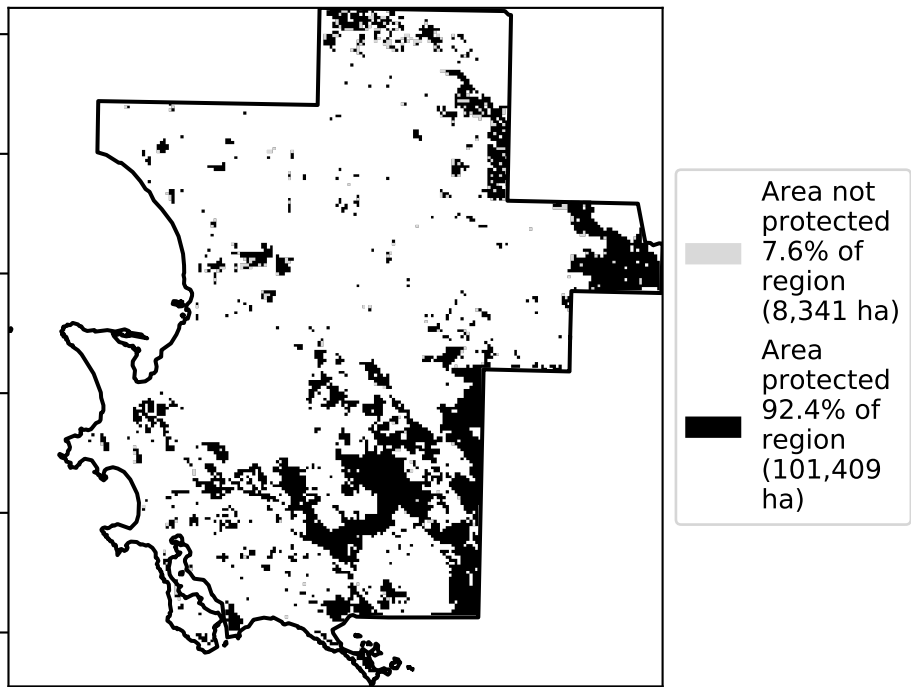 Area not
protected
7.6% of
region
(8,341 ha)
Area
protected
92.4% of
region
(101,409
ha)